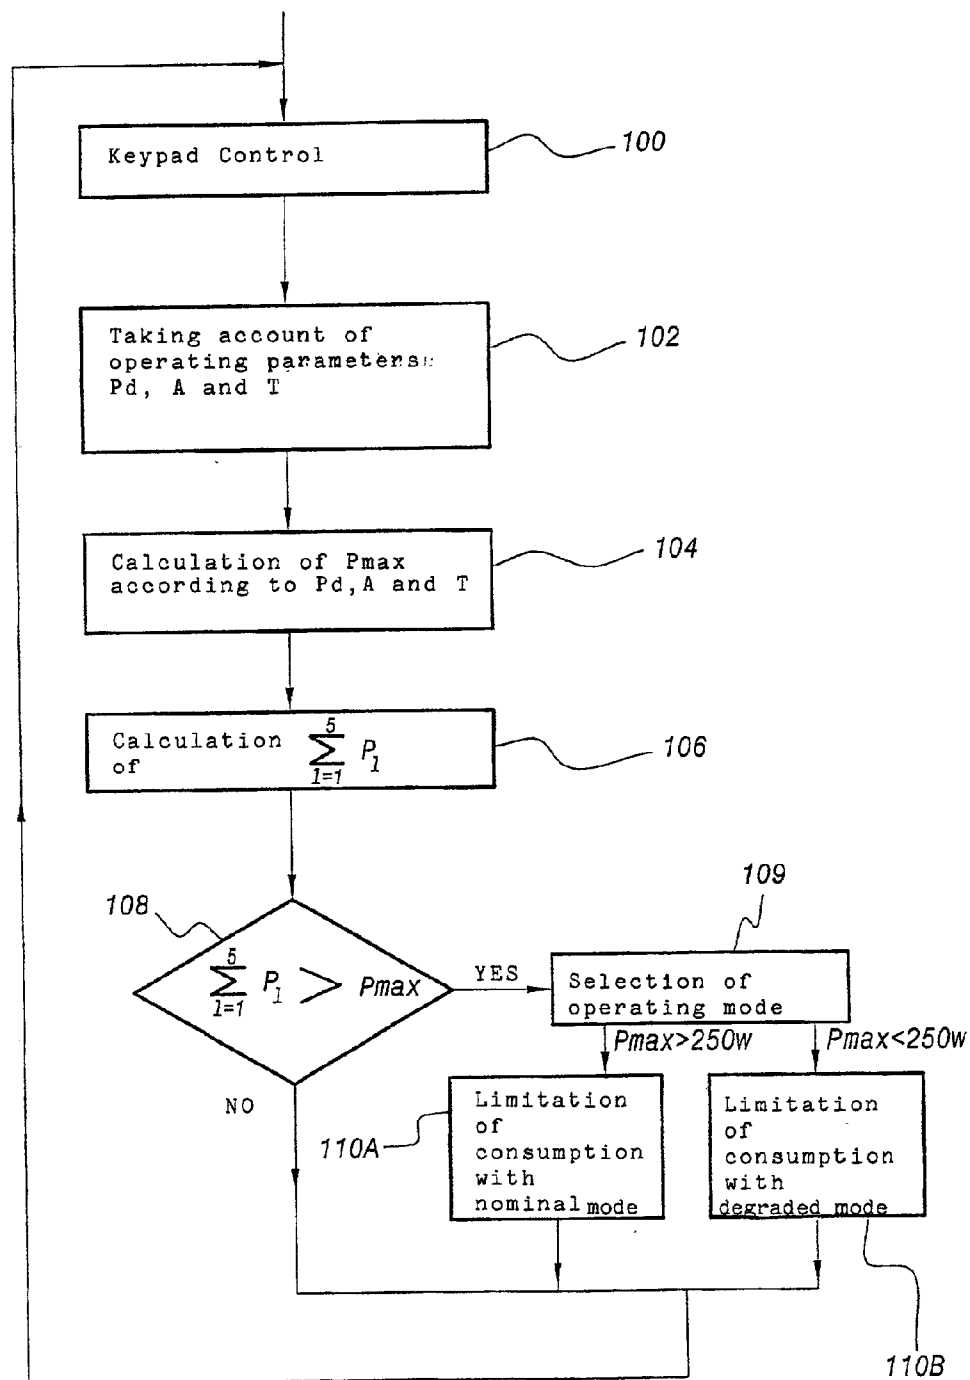 Keypad Control
100
Taking account of
operating parameters:
Pd, A and T
102
Calculation of Pmax
according to Pd,A and T
104
Calculation
of
5
∑ P1
1=1
106
108
5
∑ P1 > Pmax
1=1
YES
109
Selection of
operating mode
Pmax>250w
Pmax<250w
NO
110A
Limitation
of
consumption
with
nominal mode
Limitation
of
consumption
with
degraded mode
110B